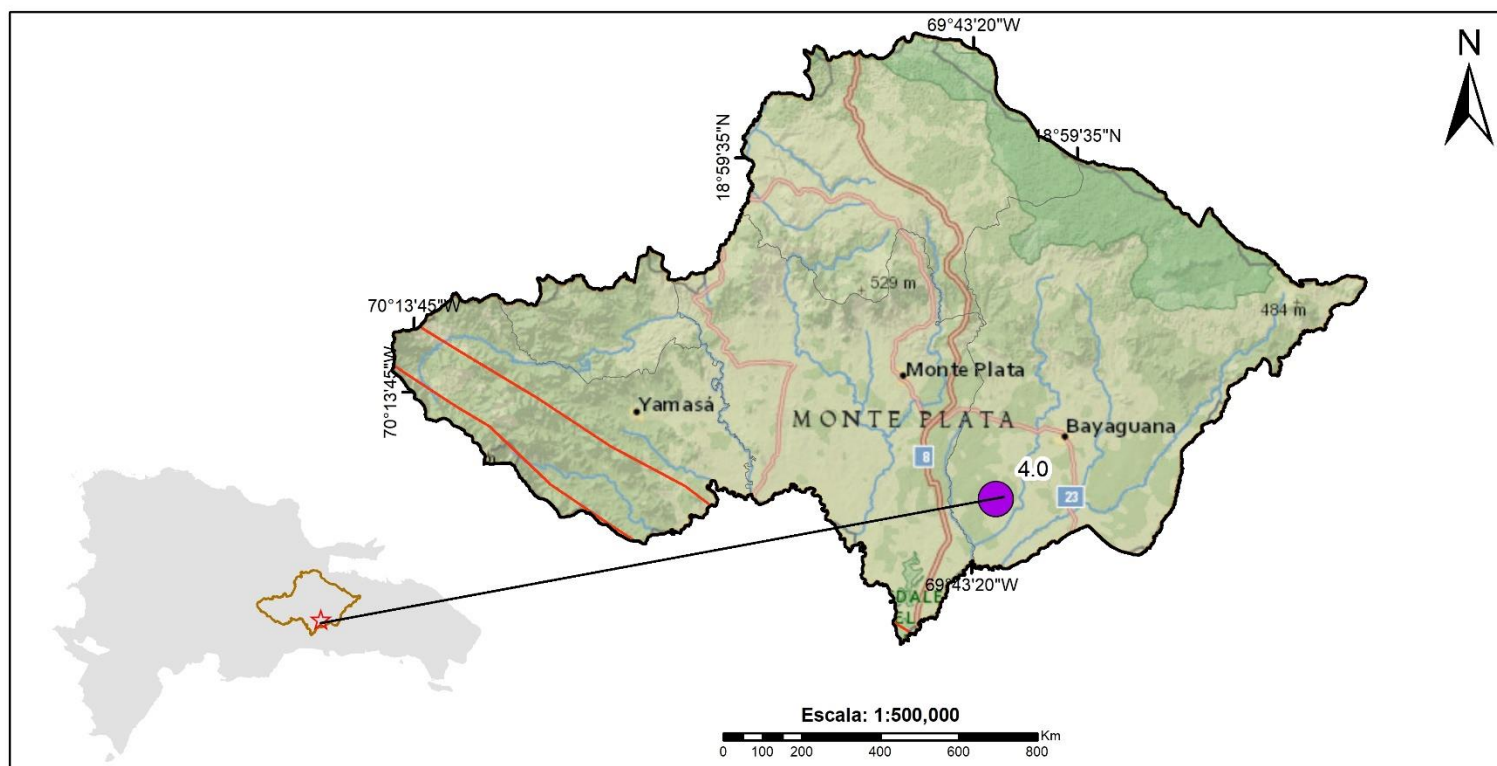 69°43'20"W
N
18°59'35"N
18°59'35"N
529 m
484 m
70°13'45"W
70°13'45"W
Monte Plata
Yamasá
MONTE PLATA
Bayaguana
8
4.0
23
69°43'20"W
DALE
EL
Escala: 1:500,000
Km
0 100 200 400 600 800